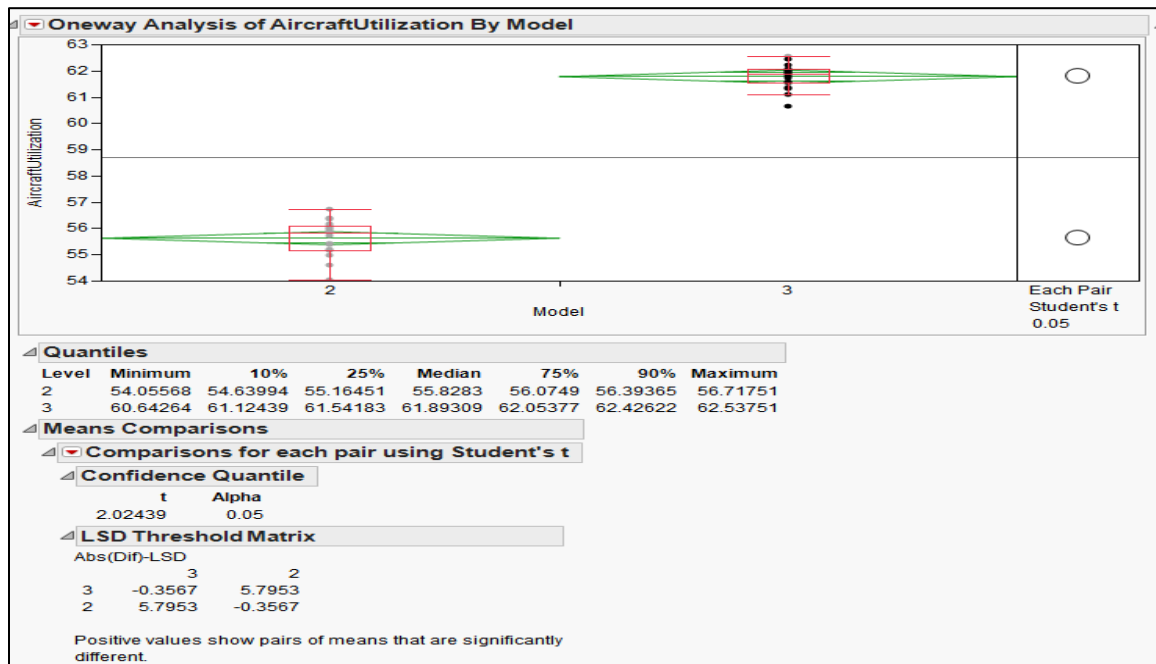 Oneway Analysis of AircraftUtilization By Model
63
62
61
60
59
58
57
56
55
54
AircraftUtilization
2 3
Model
Each Pair
Student's t
0.05
Quantiles
Level Minimum 10% 25% Median 75% 90% Maximum
2 54.05568 54.63994 55.16451 55.8283 56.0749 56.39365 56.71751
3 60.64264 61.12439 61.54183 61.89309 62.05377 62.42622 62.53751
Means Comparisons
Comparisons for each pair using Student's t
Confidence Quantile
t Alpha
2.02439 0.05
LSD Threshold Matrix
Abs(Dif)-LSD
3 2
3 -0.3567 5.7953
2 5.7953 -0.3567
Positive values show pairs of means that are significantly
different.